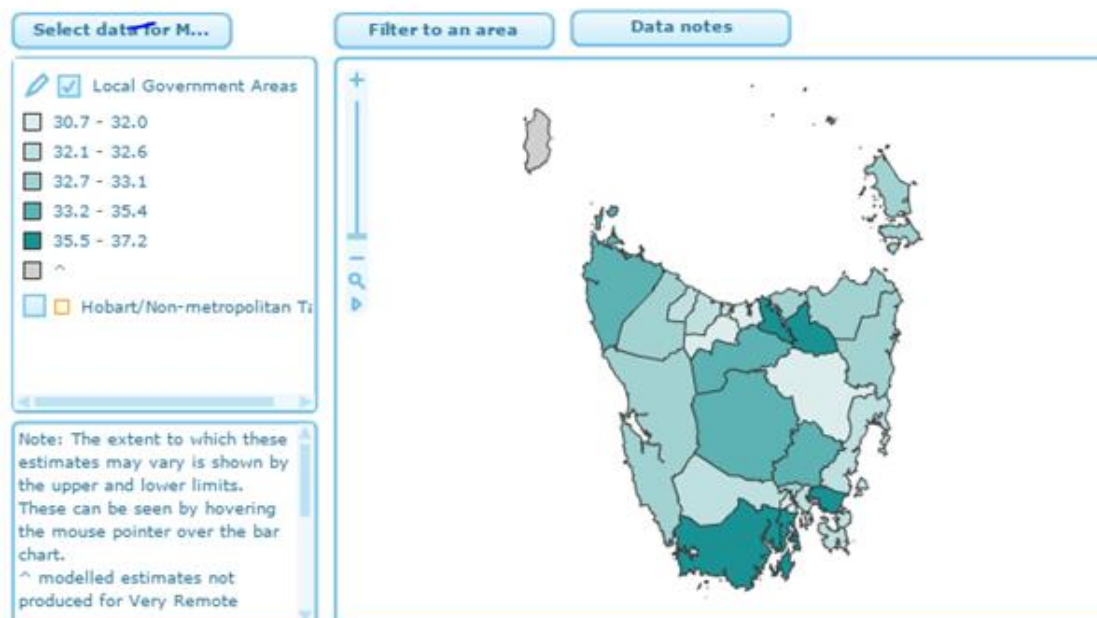 Select data for M...
Filter to an area
Data notes
Local Government Areas
30.7 - 32.0
32.1 - 32.6
32.7 - 33.1
33.2 - 35.4
35.5 - 37.2
^
Hobart/Non-metropolitan Ta
Note: The extent to which these
estimates may vary is shown by
the upper and lower limits.
These can be seen by hovering
the mouse pointer over the bar
chart.
^ modelled estimates not
produced for Very Remote